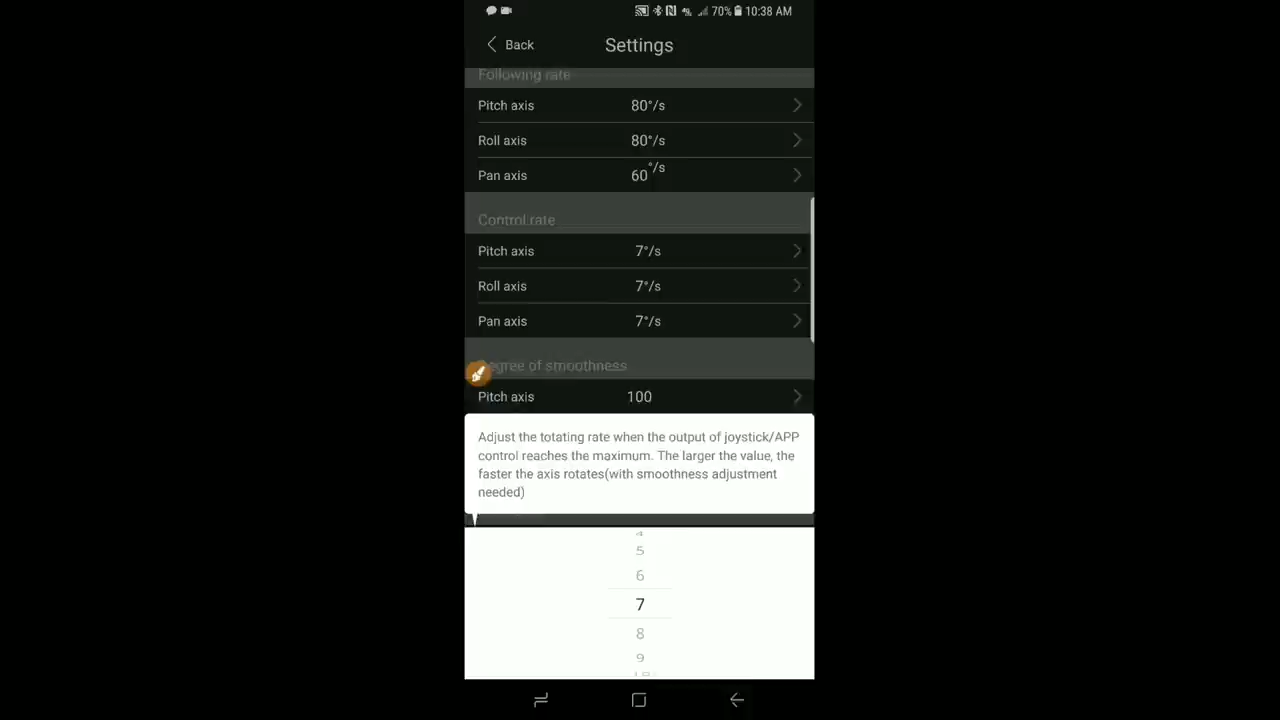 70% 10:38 AM
Back Settings
Following rate
Pitch axis 80°/s
Roll axis 80°/s
Pan axis 60°/s
Control rate
Pitch axis 7°/s
Roll axis 7°/s
Pan axis 7°/s
Degree of smoothness
Pitch axis 100
Adjust the totating rate when the output of joystick/APP
control reaches the maximum. The larger the value, the
faster the axis rotates(with smoothness adjustment
needed)
4
5
6
7
8
9
10